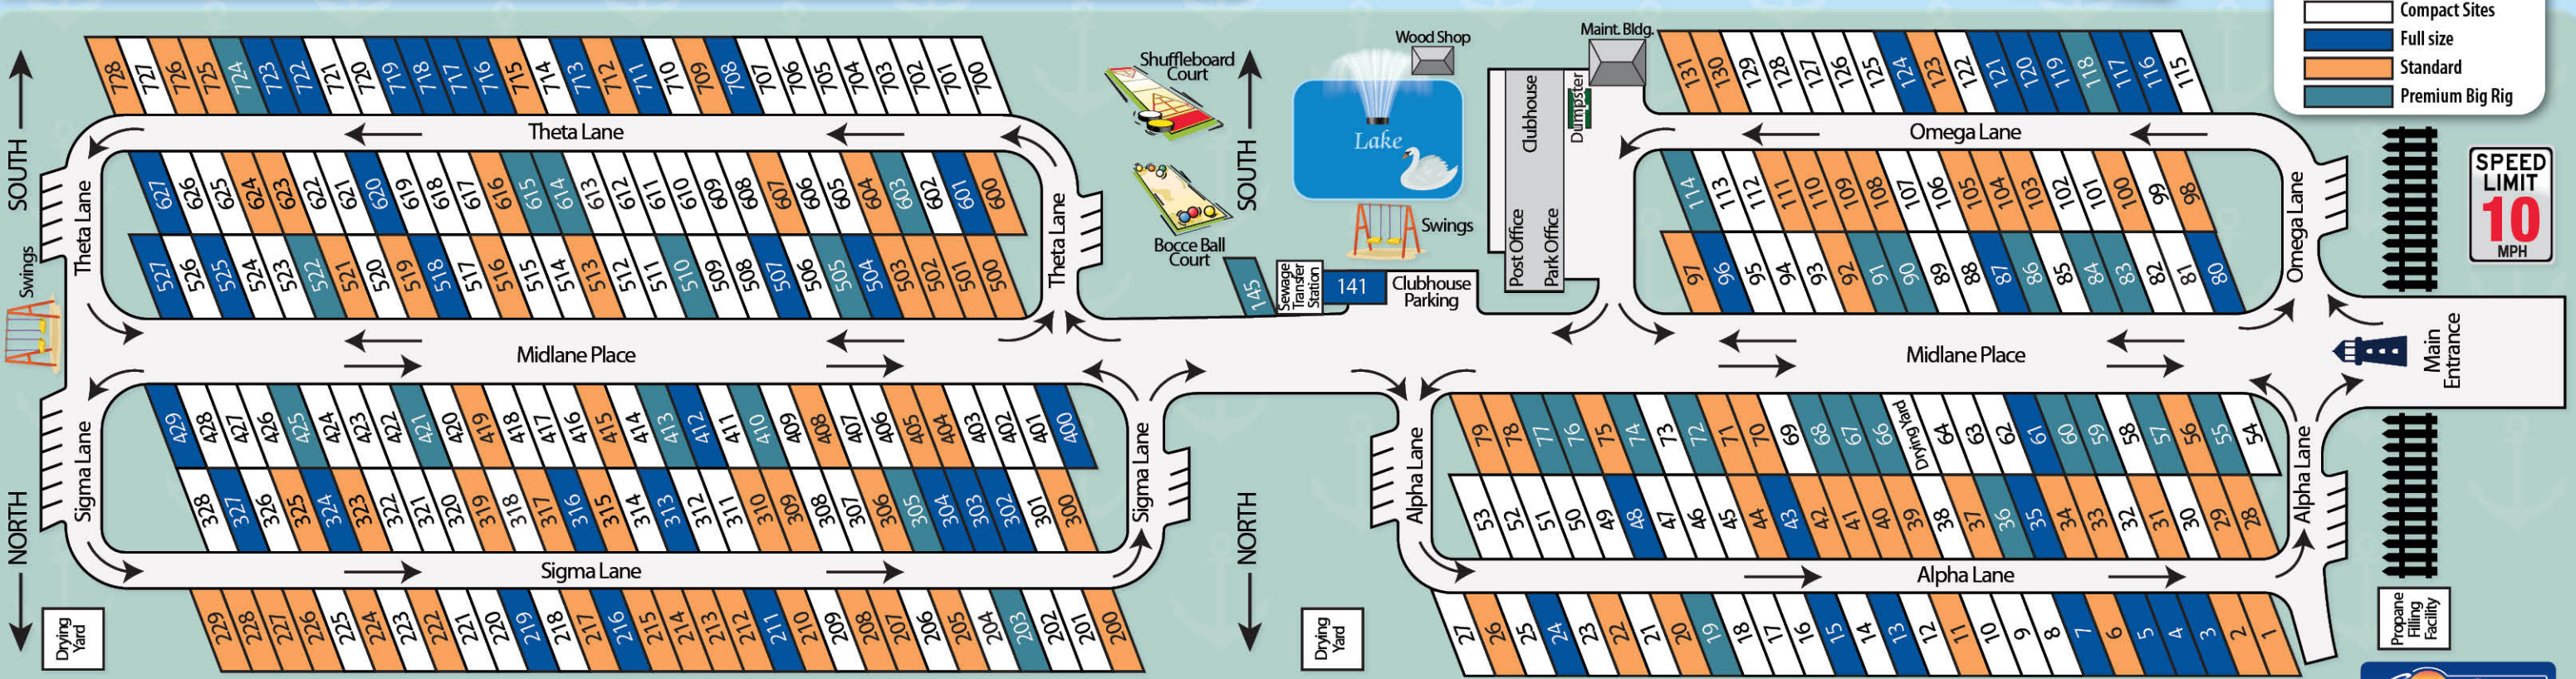 Compact Sites
Full size
Standard
Premium Big Rig
SOUTH
728 727 726 725 724 723 722 721 720 719 718 717 716 715 714 713 712 711 710 709 708 707 706 705 704 703 702 701 700
Theta Lane
627 626 625 624 623 622 621 620 619 618 617 616 615 614 613 612 611 610 609 608 607 606 605 604 603 602 601 600
527 526 525 524 523 522 521 520 519 518 517 516 515 514 513 512 511 510 509 508 507 506 505 504 503 502 501 500
Theta Lane
Theta Lane
Swings
Shuffleboard
Court
Bocce Ball
Court
SOUTH
Wood Shop
Lake
Swings
Maint. Bldg.
Clubhouse
Dumpster
Post Office
Park Office
145
Sewage
Transfer
Station
141
Clubhouse
Parking
131 130 129 128 127 126 125 124 123 122 121 120 119 118 117 116 115
Omega Lane
114 113 112 111 110 109 108 107 106 105 104 103 102 101 100 99 98
97 96 95 94 93 92 91 90 89 88 87 86 85 84 83 82 81 80
Omega Lane
SPEED
LIMIT
10
MPH
Midlane Place
Midlane Place
Main
Entrance
429 428 427 426 425 424 423 422 421 420 419 418 417 416 415 414 413 412 411 410 409 408 407 406 405 404 403 402 401 400
328 327 326 325 324 323 322 321 320 319 318 317 316 315 314 313 312 311 310 309 308 307 306 305 304 303 302 301 300
Sigma Lane
Sigma Lane
Sigma Lane
229 228 227 226 225 224 223 222 221 220 219 218 217 216 215 214 213 212 211 210 209 208 207 206 205 204 203 202 201 200
NORTH
Drying
Yard
NORTH
Drying
Yard
79 78 77 76 75 74 73 72 71 70 69 68 67 66 Drying Yard 64 63 62 61 60 59 58 57 56 55 54
53 52 51 50 49 48 47 46 45 44 43 42 41 40 39 38 37 36 35 34 33 32 31 30 29 28
Alpha Lane
Alpha Lane
Alpha Lane
27 26 25 24 23 22 21 20 19 18 17 16 15 14 13 12 11 10 9 8 7 6 5 4 3 2 1
Propane
Filling
Facility